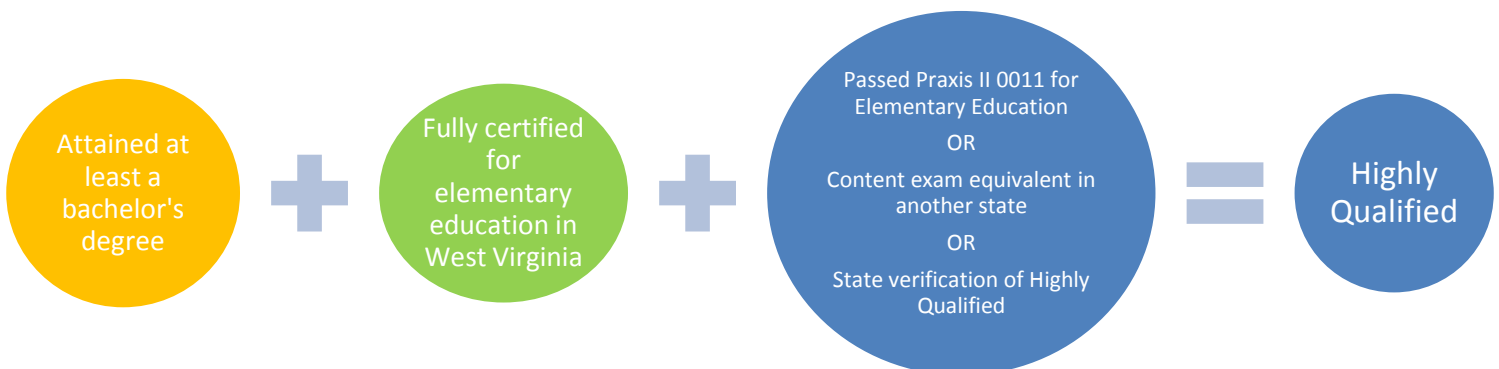 Attained at
least a
bachelor's
degree
Fully certified
for
elementary
education in
West Virginia
Passed Praxis II 0011 for
Elementary Education
OR
Content exam equivalent in
another state
OR
State verification of Highly
Qualified
Highly
Qualified